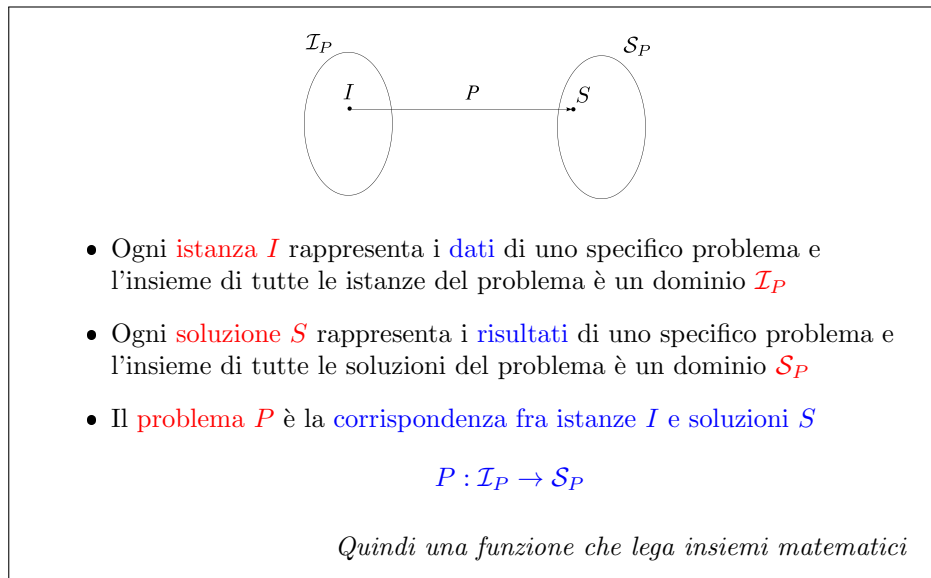 𝓘_P 𝓢_P
I P S
• Ogni istanza I rappresenta i dati di uno specifico problema e
l'insieme di tutte le istanze del problema è un dominio 𝓘_P
• Ogni soluzione S rappresenta i risultati di uno specifico problema e
l'insieme di tutte le soluzioni del problema è un dominio 𝓢_P
• Il problema P è la corrispondenza fra istanze I e soluzioni S
P : 𝓘_P → 𝓢_P
Quindi una funzione che lega insiemi matematici